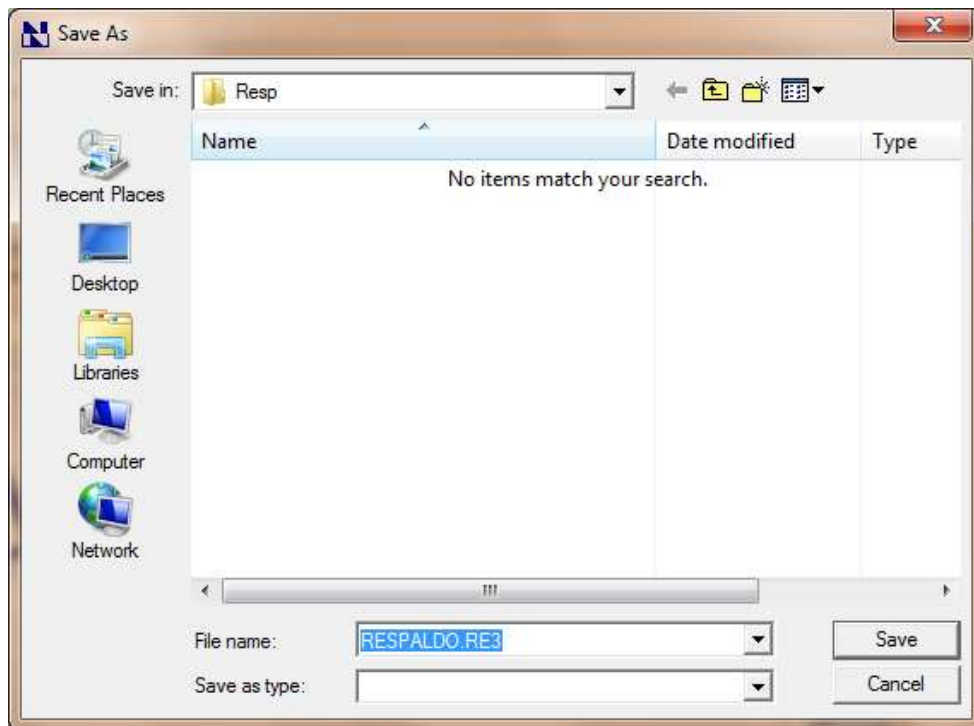 Save As
Save in:
Resp
Name
Date modified
Type
No items match your search.
Recent Places
Desktop
Libraries
Computer
Network
File name:
RESPALDO.RE3
Save
Save as type:
Cancel